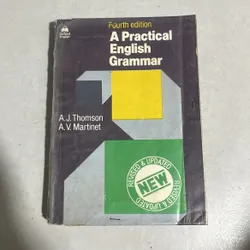 Fourth edition
A Practical
English
Grammar
A.J. Thomson
A.V. Martinet
REVISED & UPDATED
NEW
REVISED & UPDATED